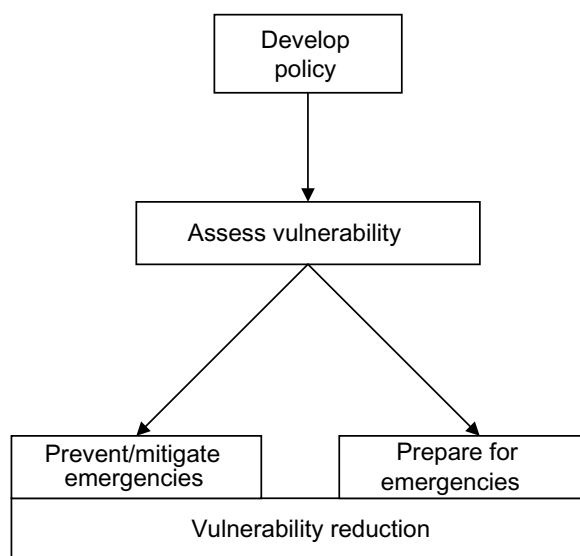 Develop
policy
Assess vulnerability
Prevent/mitigate
emergencies
Prepare for
emergencies
Vulnerability reduction